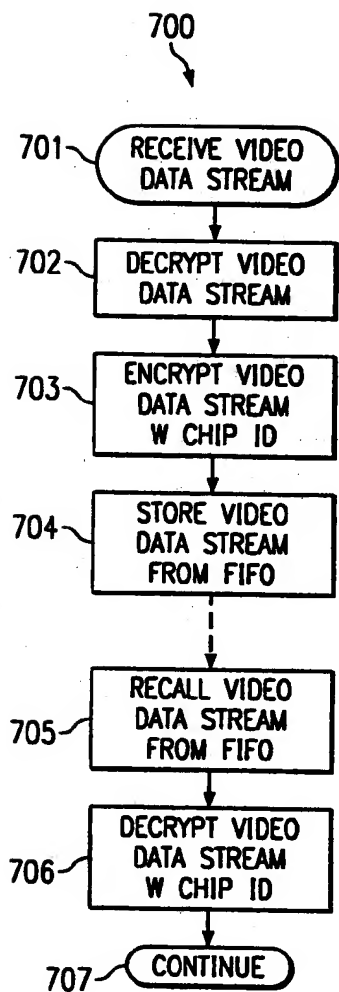 700
701
RECEIVE VIDEO
DATA STREAM
702
DECRYPT VIDEO
DATA STREAM
703
ENCRYPT VIDEO
DATA STREAM
W CHIP ID
704
STORE VIDEO
DATA STREAM
FROM FIFO
705
RECALL VIDEO
DATA STREAM
FROM FIFO
706
DECRYPT VIDEO
DATA STREAM
W CHIP ID
707
CONTINUE